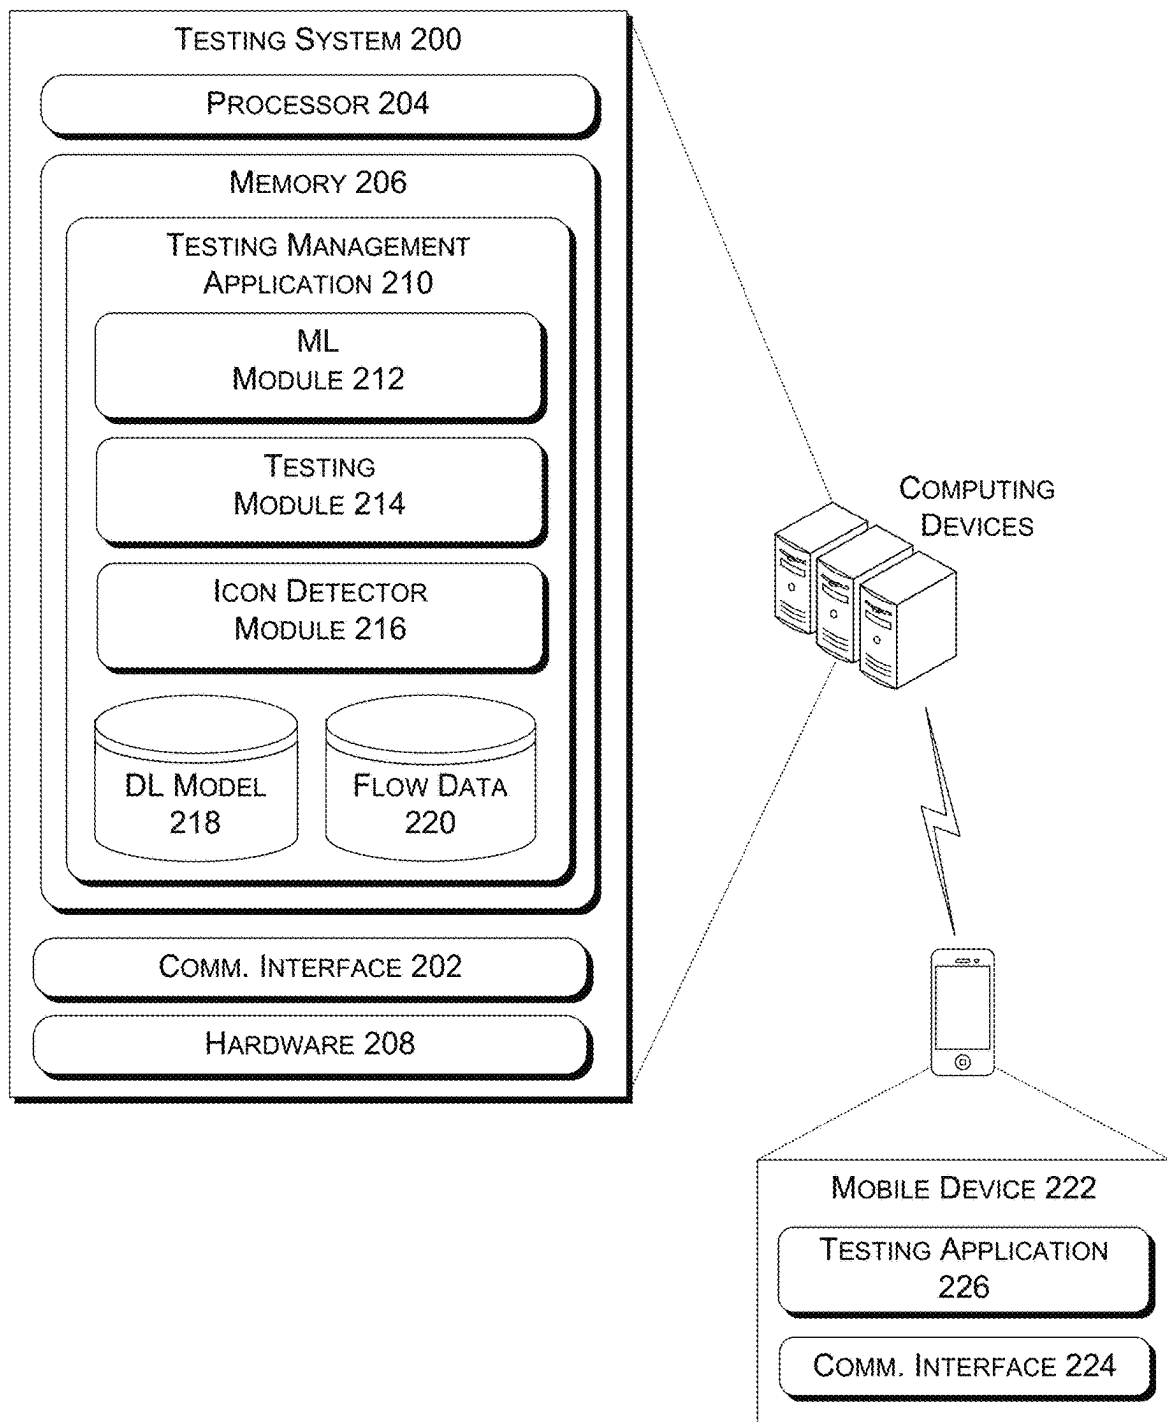 TESTING SYSTEM 200
PROCESSOR 204
MEMORY 206
TESTING MANAGEMENT
APPLICATION 210
ML
MODULE 212
TESTING
MODULE 214
ICON DETECTOR
MODULE 216
DL MODEL
218
FLOW DATA
220
COMM. INTERFACE 202
HARDWARE 208
COMPUTING
DEVICES
MOBILE DEVICE 222
TESTING APPLICATION
226
COMM. INTERFACE 224